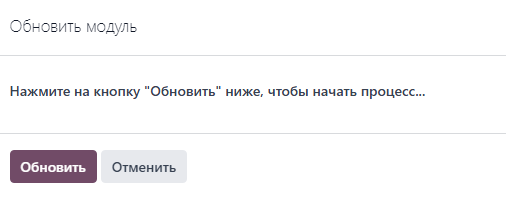 Обновить модуль
Нажмите на кнопку "Обновить" ниже, чтобы начать процесс...
Обновить Отменить